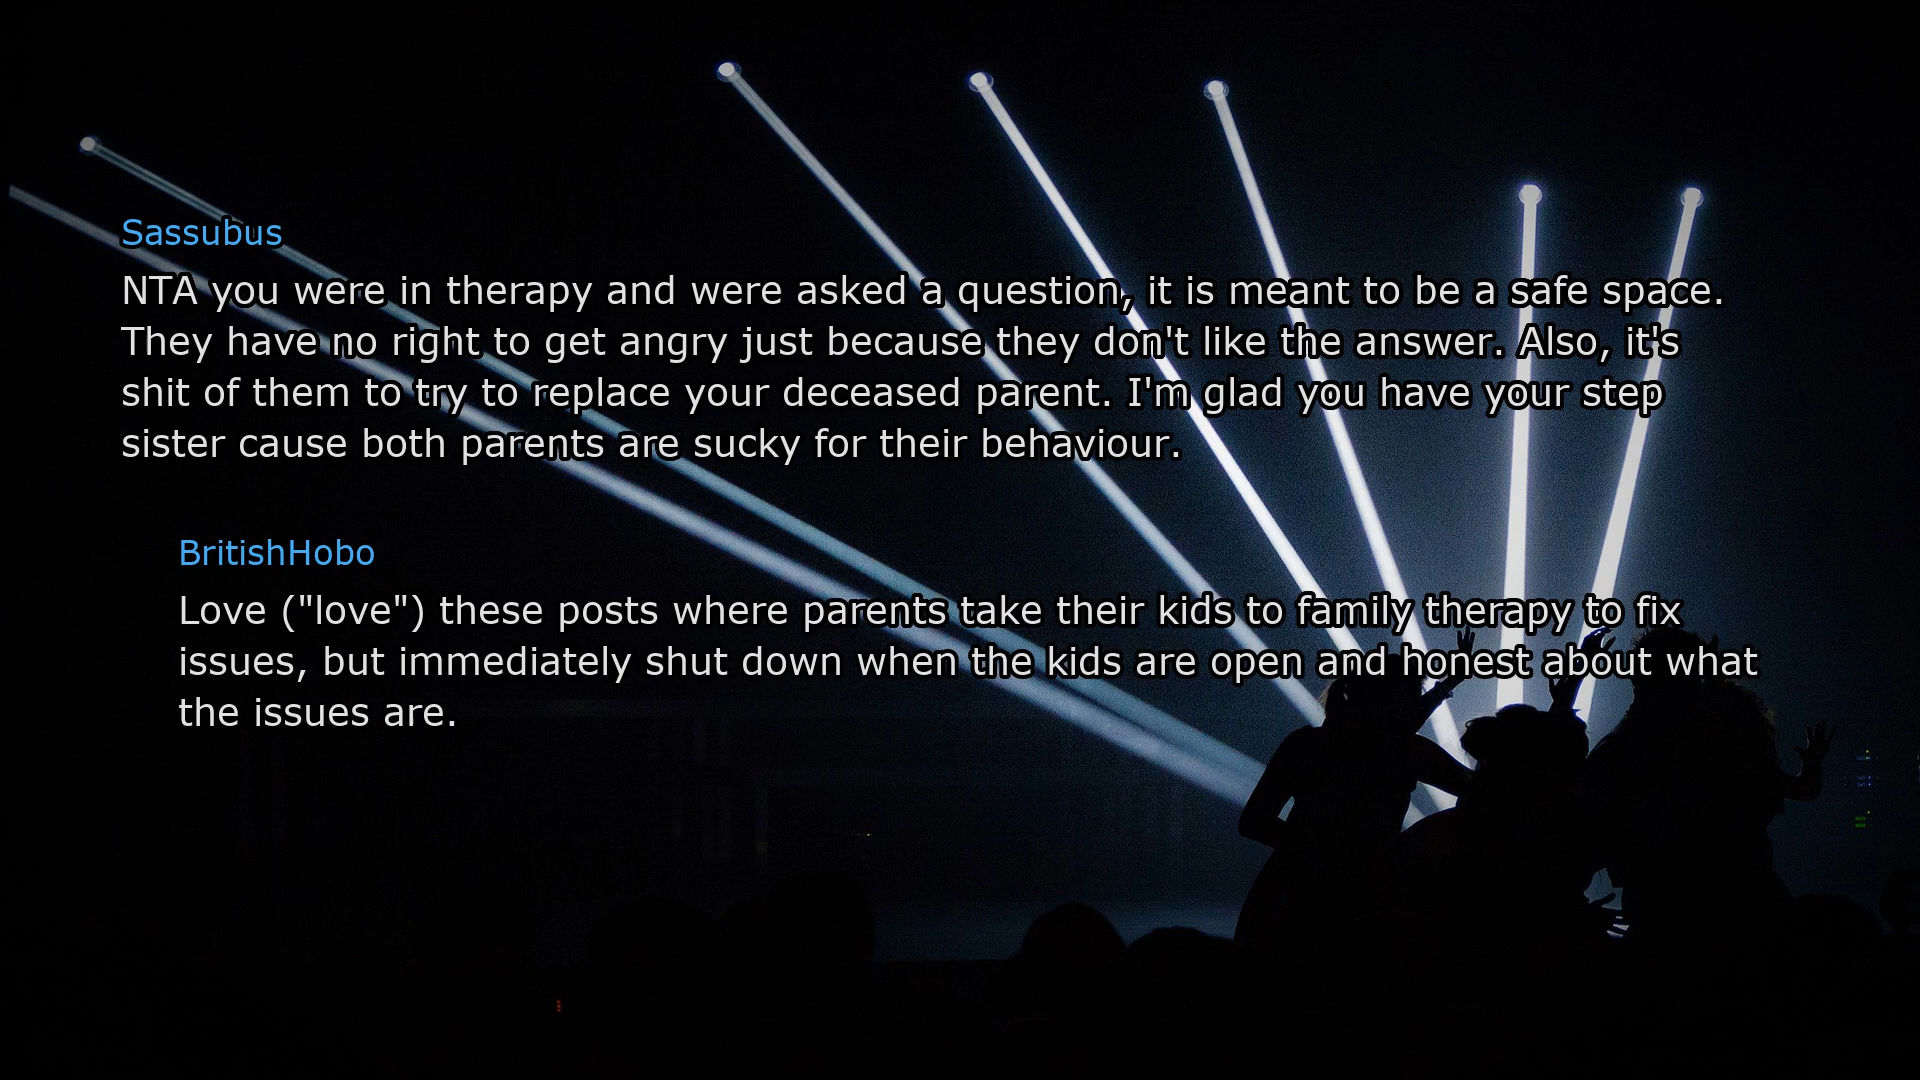 Sassubus
NTA you were in therapy and were asked a question, it is meant to be a safe space.
They have no right to get angry just because they don't like the answer. Also, it's
shit of them to try to replace your deceased parent. I'm glad you have your step
sister cause both parents are sucky for their behaviour.
BritishHobo
Love ("love") these posts where parents take their kids to family therapy to fix
issues, but immediately shut down when the kids are open and honest about what
the issues are.